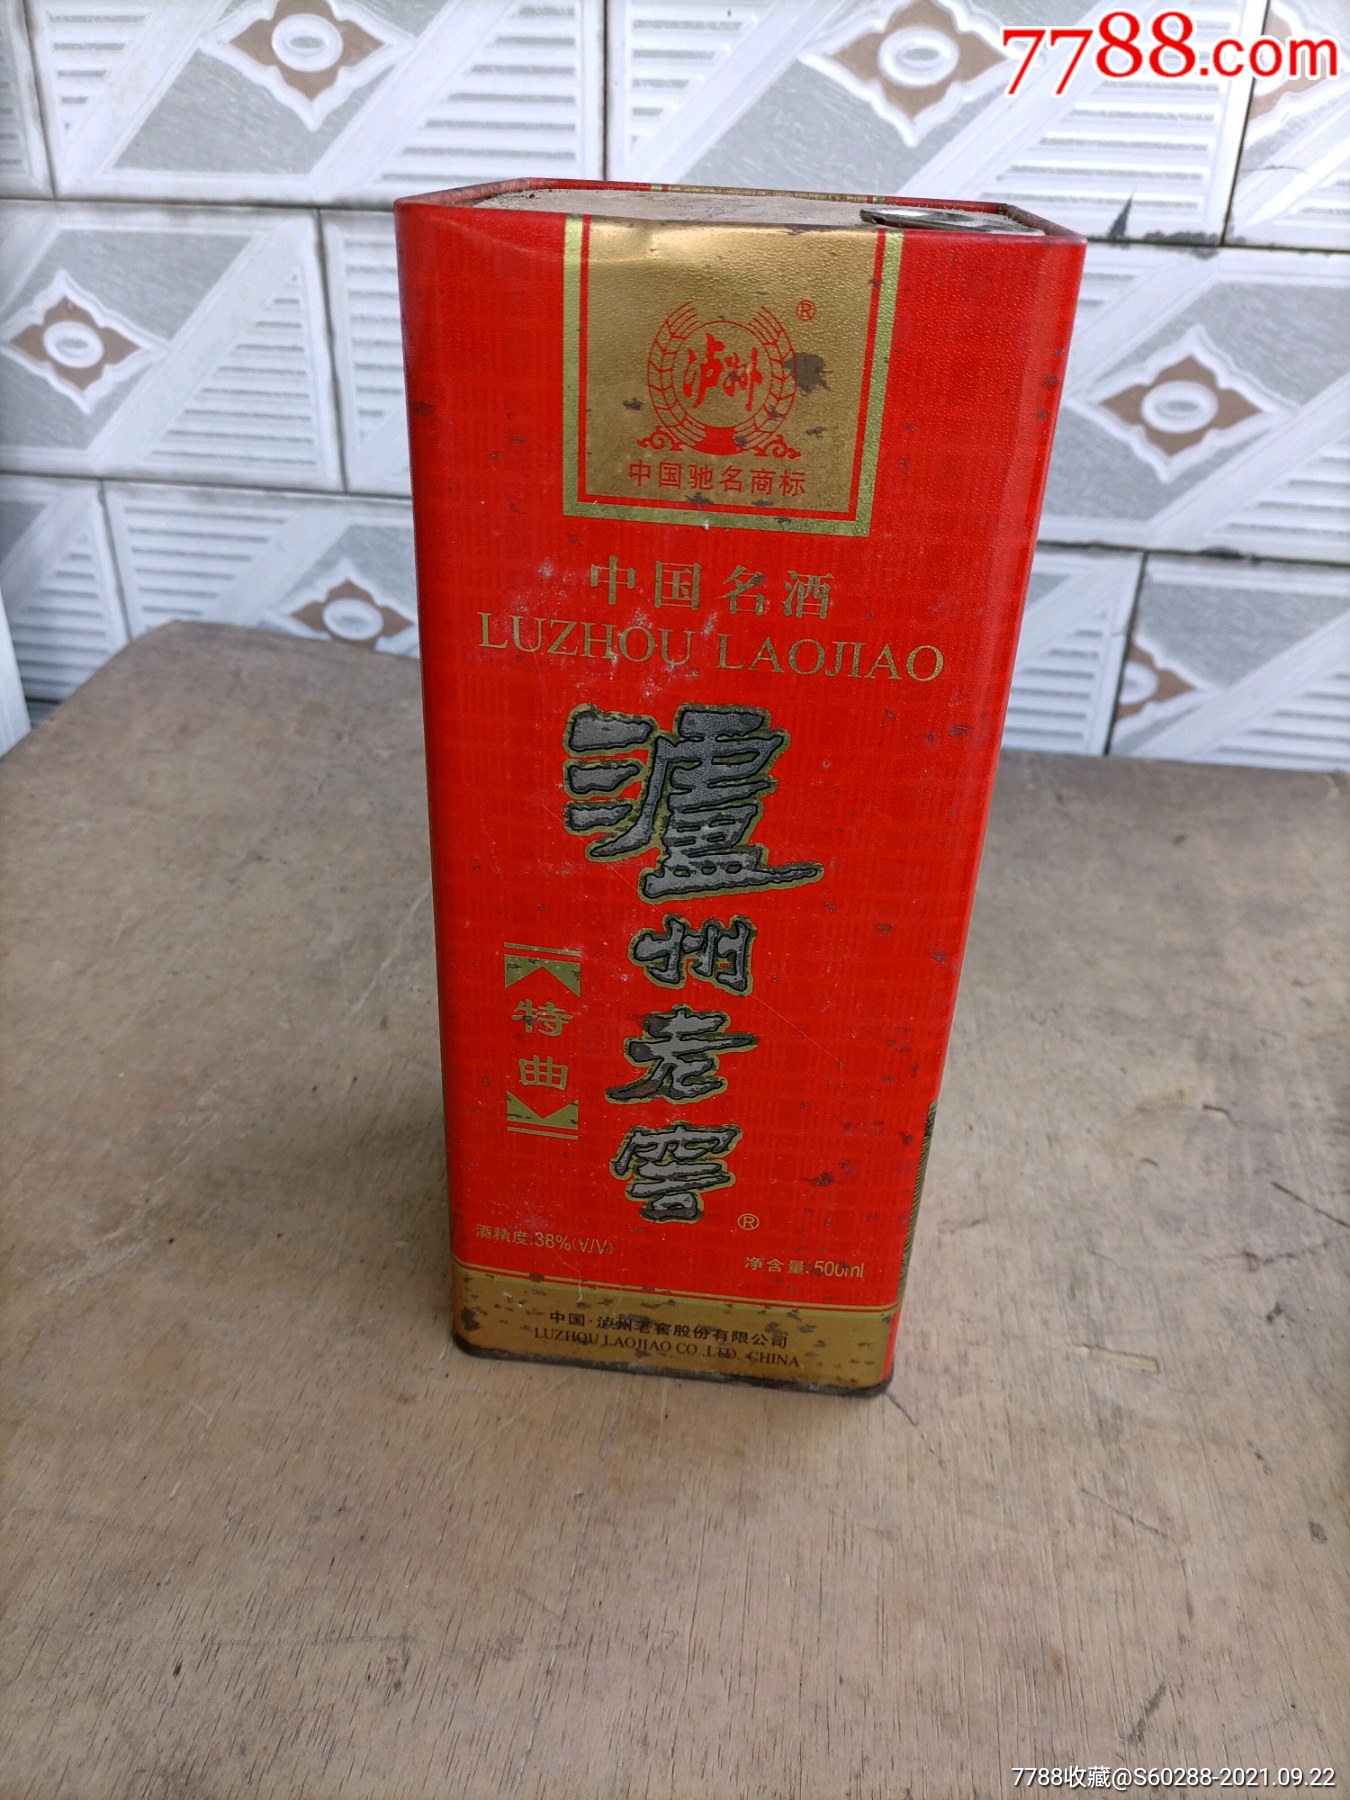 7788.com
泸州
®
中国驰名商标
中国名酒
LUZHOU LAOJIAO
瀘州老窖
®
特曲
酒精度:38%(V/V)
净含量:500ml
中国·泸州老窖股份有限公司
LUZHOU LAOJIAO CO.,LTD. CHINA
7788收藏@S60288-2021.09.22